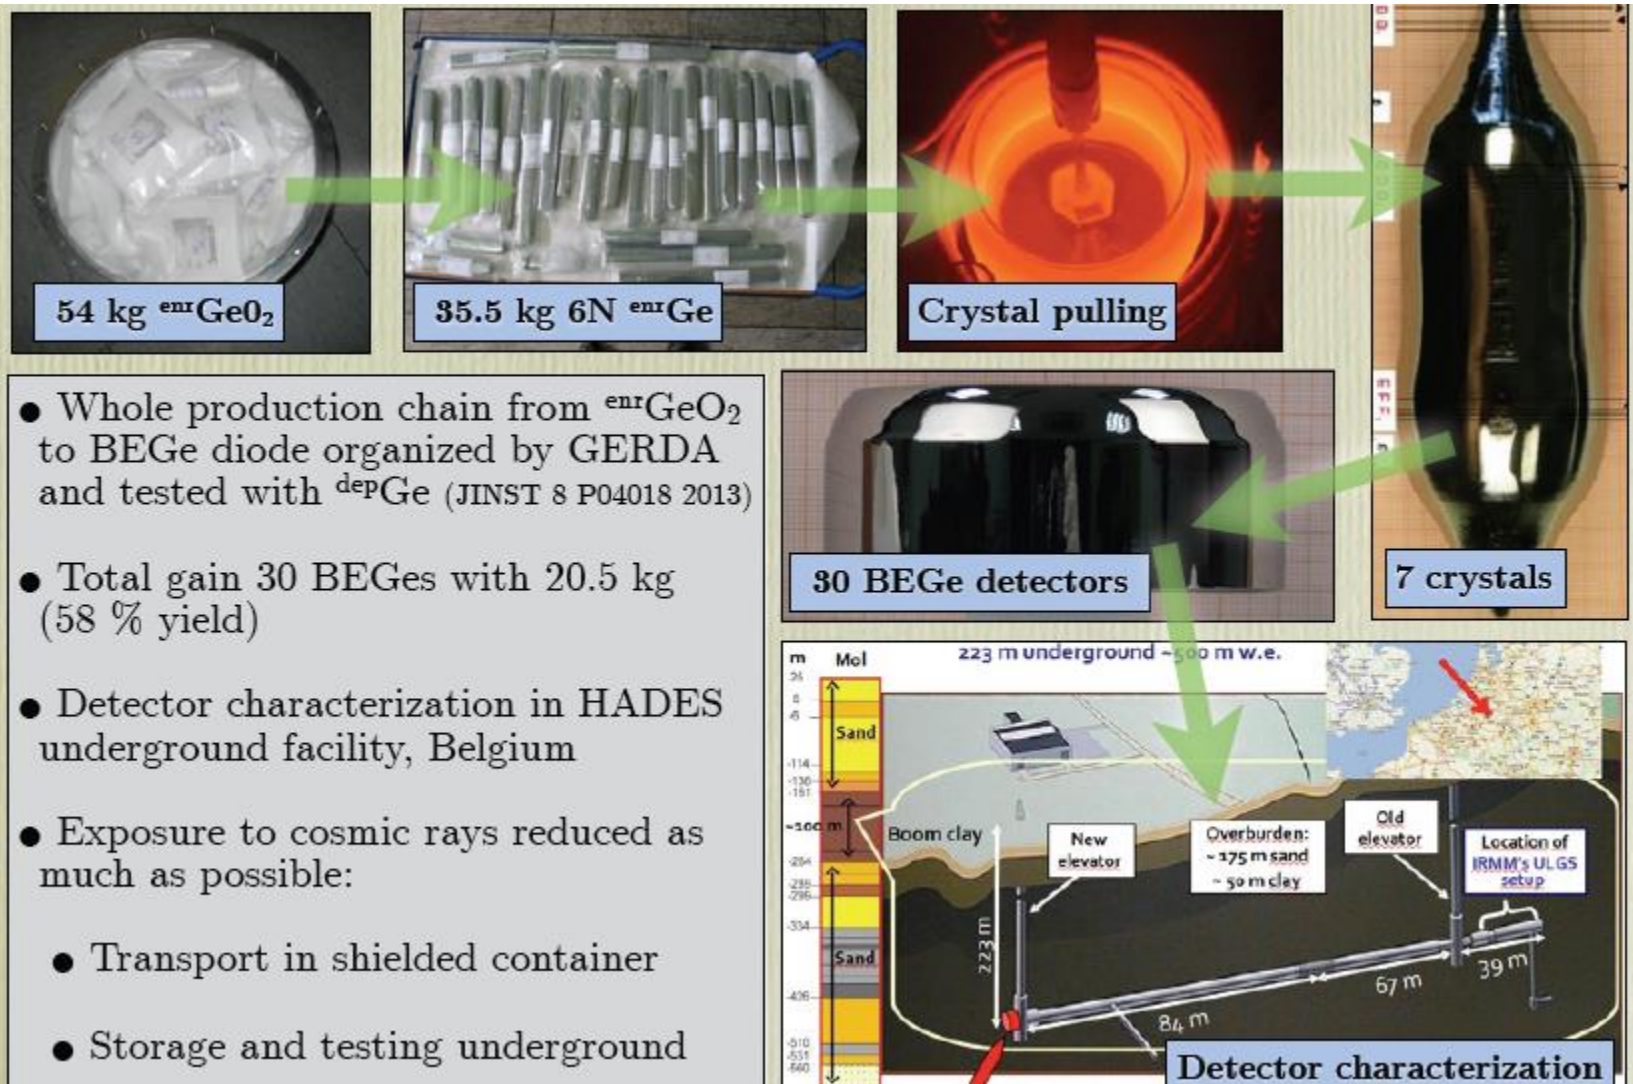 54 kg enrGe0₂
35.5 kg 6N enrGe
Crystal pulling
7 crystals
30 BEGe detectors
• Whole production chain from enrGeO₂
to BEGe diode organized by GERDA
and tested with depGe (JINST 8 P04018 2013)
• Total gain 30 BEGes with 20.5 kg
(58 % yield)
• Detector characterization in HADES
underground facility, Belgium
• Exposure to cosmic rays reduced as
much as possible:
• Transport in shielded container
• Storage and testing underground
m
Mol
223 m underground ~500 m w.e.
Sand
-114
~100 m
Boom clay
New
elevator
Overburden:
~ 175 m sand
~ 50 m clay
Old
elevator
Location of
IRMM's ULGS
setup
Sand
223 m
84 m
67 m
39 m
Detector characterization